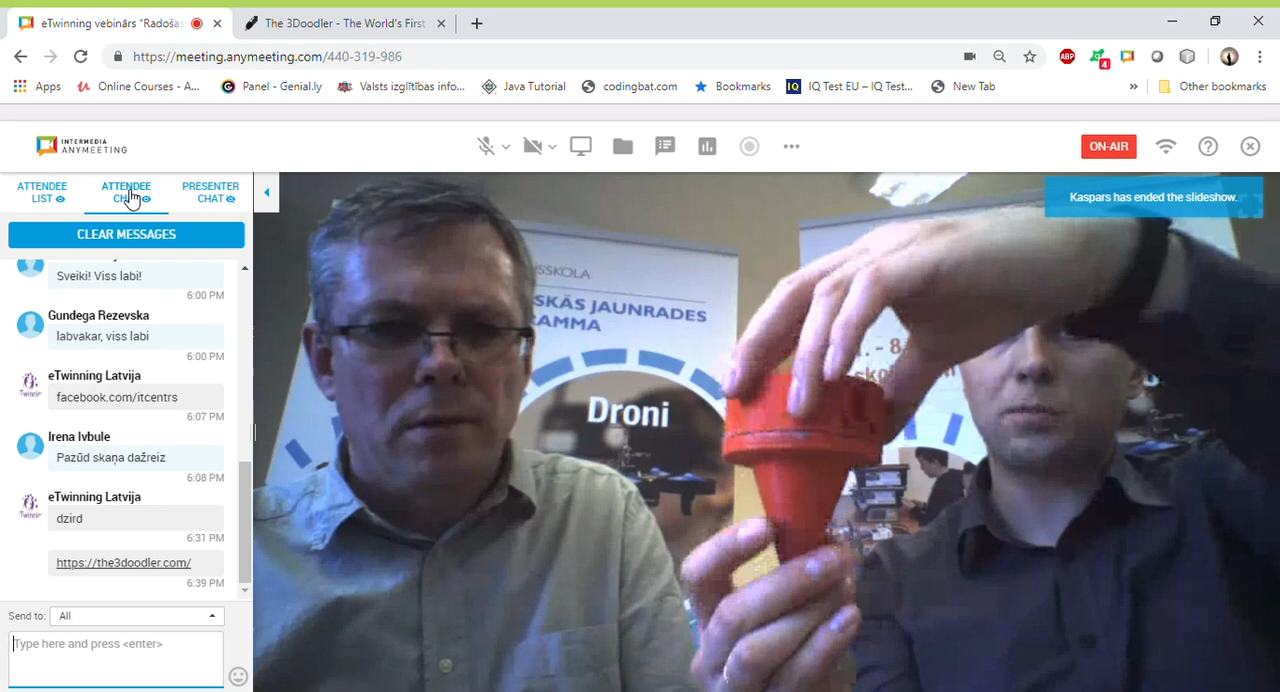 eTwinning vebinārs "Radošas
The 3Doodler - The World's First
https://meeting.anymeeting.com/440-319-986
ABP
4
Apps
Online Courses - A...
Panel - Genial.ly
Valsts izglītības info...
Java Tutorial
codingbat.com
Bookmarks
IQ
IQ Test EU – IQ Test...
New Tab
»
Other bookmarks
INTERMEDIA
ANYMEETING
ON-AIR
ATTENDEE
LIST
ATTENDEE
PRESENTER
CHAT
Kaspars has ended the slideshow.
CLEAR MESSAGES
Sveiki! Viss labi!
6:00 PM
Gundega Rezevska
labvakar, viss labi
6:00 PM
eTwinning Latvija
facebook.com/itcentrs
6:07 PM
Irena Ivbule
Pazūd skaņa dažreiz
6:08 PM
eTwinning Latvija
dzird
6:31 PM
https://the3doodler.com/
6:39 PM
Send to: All
Type here and press <enter>
SSKOLA
SKĀS JAUNRADES
AMMA
Droni